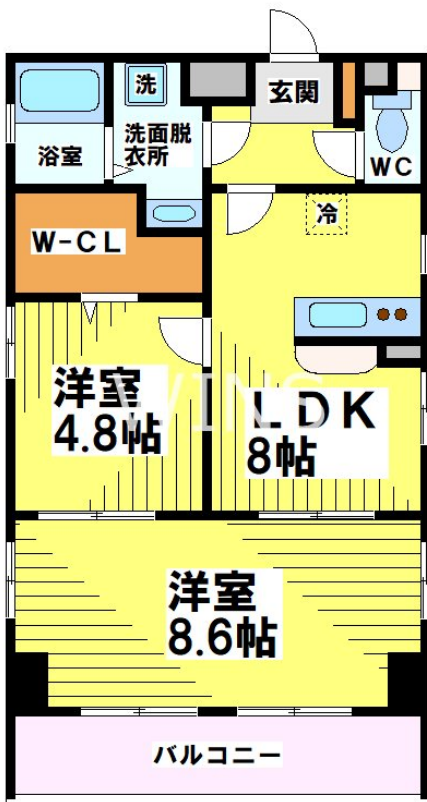 洗
玄関
洗面脱
衣所
浴室
WC
冷
W-CL
洋室
4.8帖
WINS
LDK
8帖
洋室
8.6帖
バルコニー